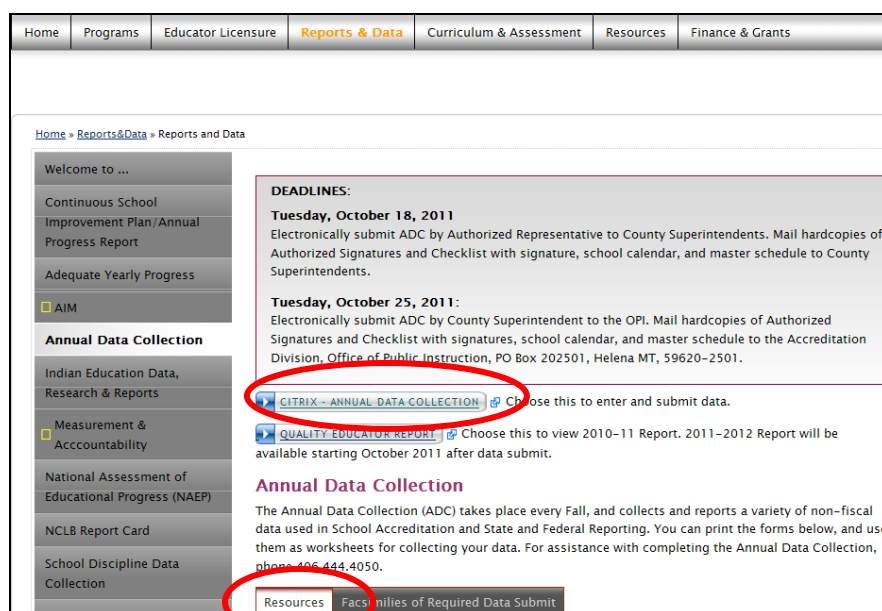 Home Programs Educator Licensure Reports & Data Curriculum & Assessment Resources Finance & Grants
Home » Reports&Data » Reports and Data
Welcome to ...
Continuous School
Improvement Plan/Annual
Progress Report
Adequate Yearly Progress
AIM
Annual Data Collection
Indian Education Data,
Research & Reports
Measurement &
Acccountability
National Assessment of
Educational Progress (NAEP)
NCLB Report Card
School Discipline Data
Collection
DEADLINES:
Tuesday, October 18, 2011
Electronically submit ADC by Authorized Representative to County Superintendents. Mail hardcopies of
Authorized Signatures and Checklist with signature, school calendar, and master schedule to County
Superintendents.
Tuesday, October 25, 2011:
Electronically submit ADC by County Superintendent to the OPI. Mail hardcopies of Authorized
Signatures and Checklist with signatures, school calendar, and master schedule to the Accreditation
Division, Office of Public Instruction, PO Box 202501, Helena MT, 59620-2501.
CITRIX - ANNUAL DATA COLLECTION Choose this to enter and submit data.
QUALITY EDUCATOR REPORT Choose this to view 2010-11 Report. 2011-2012 Report will be
available starting October 2011 after data submit.
Annual Data Collection
The Annual Data Collection (ADC) takes place every Fall, and collects and reports a variety of non-fiscal
data used in School Accreditation and State and Federal Reporting. You can print the forms below, and use
them as worksheets for collecting your data. For assistance with completing the Annual Data Collection,
phone 406.444.4050.
Resources Facsimilies of Required Data Submit